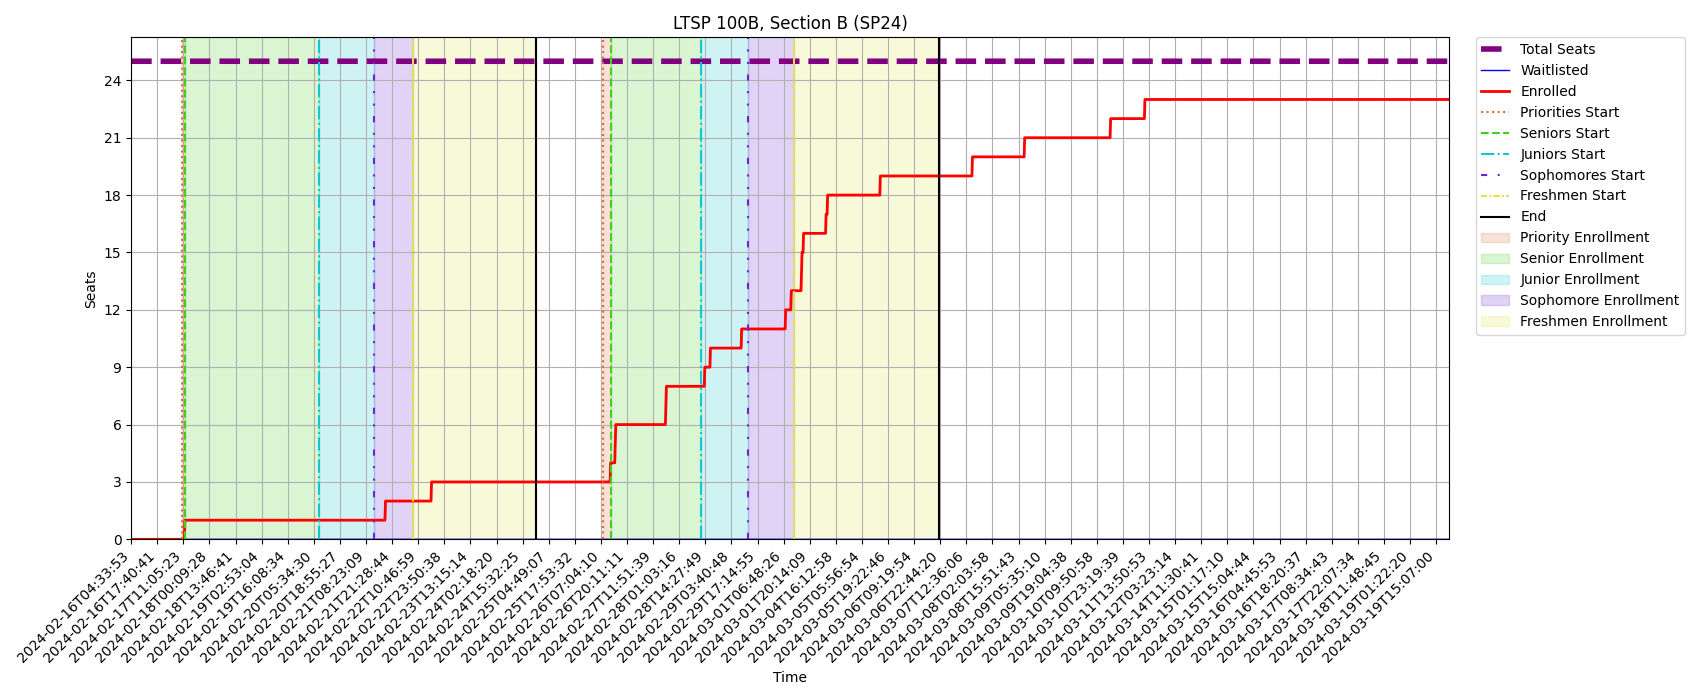 LTSP 100B, Section B (SP24)
Total Seats
Waitlisted
Enrolled
Priorities Start
Seniors Start
Juniors Start
Sophomores Start
Freshmen Start
End
Priority Enrollment
Senior Enrollment
Junior Enrollment
Sophomore Enrollment
Freshmen Enrollment
Seats
24
21
18
15
12
9
6
3
0
2024-02-16T04:33:53
2024-02-16T17:40:41
2024-02-17T11:05:23
2024-02-18T00:09:28
2024-02-18T13:46:41
2024-02-19T02:53:04
2024-02-19T16:08:34
2024-02-20T05:34:30
2024-02-20T18:55:27
2024-02-21T08:23:09
2024-02-21T21:28:44
2024-02-22T10:46:59
2024-02-22T23:50:38
2024-02-23T13:15:14
2024-02-24T02:18:20
2024-02-24T15:32:25
2024-02-25T04:49:07
2024-02-25T17:53:32
2024-02-26T07:04:10
2024-02-26T20:11:11
2024-02-27T11:51:39
2024-02-28T01:03:16
2024-02-28T14:27:49
2024-02-29T03:40:48
2024-02-29T17:14:55
2024-03-01T06:48:26
2024-03-01T20:14:09
2024-03-04T16:12:58
2024-03-05T05:56:54
2024-03-05T19:22:46
2024-03-06T09:19:54
2024-03-06T22:44:20
2024-03-07T12:36:06
2024-03-08T02:03:58
2024-03-08T15:51:43
2024-03-09T05:35:10
2024-03-09T19:04:38
2024-03-10T09:50:58
2024-03-10T23:19:39
2024-03-11T13:50:53
2024-03-12T03:23:14
2024-03-14T11:30:41
2024-03-15T01:17:10
2024-03-15T15:04:44
2024-03-16T04:45:53
2024-03-16T18:20:37
2024-03-17T08:34:43
2024-03-17T22:07:34
2024-03-18T11:48:45
2024-03-19T01:22:20
2024-03-19T15:07:00
Time